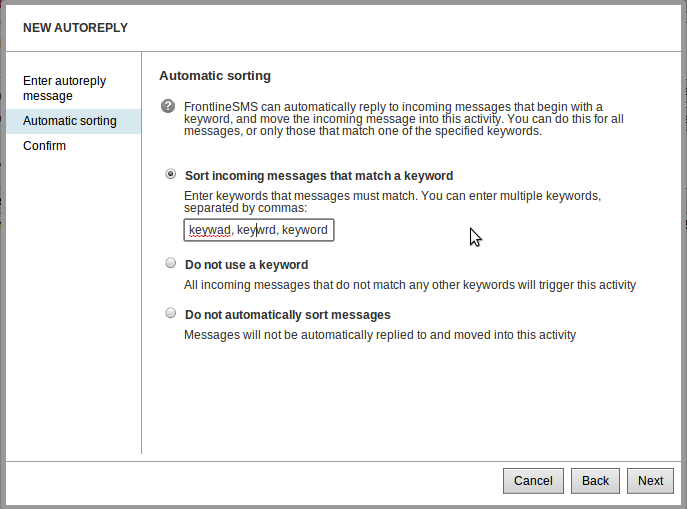 NEW AUTOREPLY
Enter autoreply
message
Automatic sorting
Confirm
Automatic sorting
? FrontlineSMS can automatically reply to incoming messages that begin with a
keyword, and move the incoming message into this activity. You can do this for all
messages, or only those that match one of the specified keywords.
Sort incoming messages that match a keyword
Enter keywords that messages must match. You can enter multiple keywords,
separated by commas:
keywad, keywrd, keyword
Do not use a keyword
All incoming messages that do not match any other keywords will trigger this activity
Do not automatically sort messages
Messages will not be automatically replied to and moved into this activity
Cancel Back Next